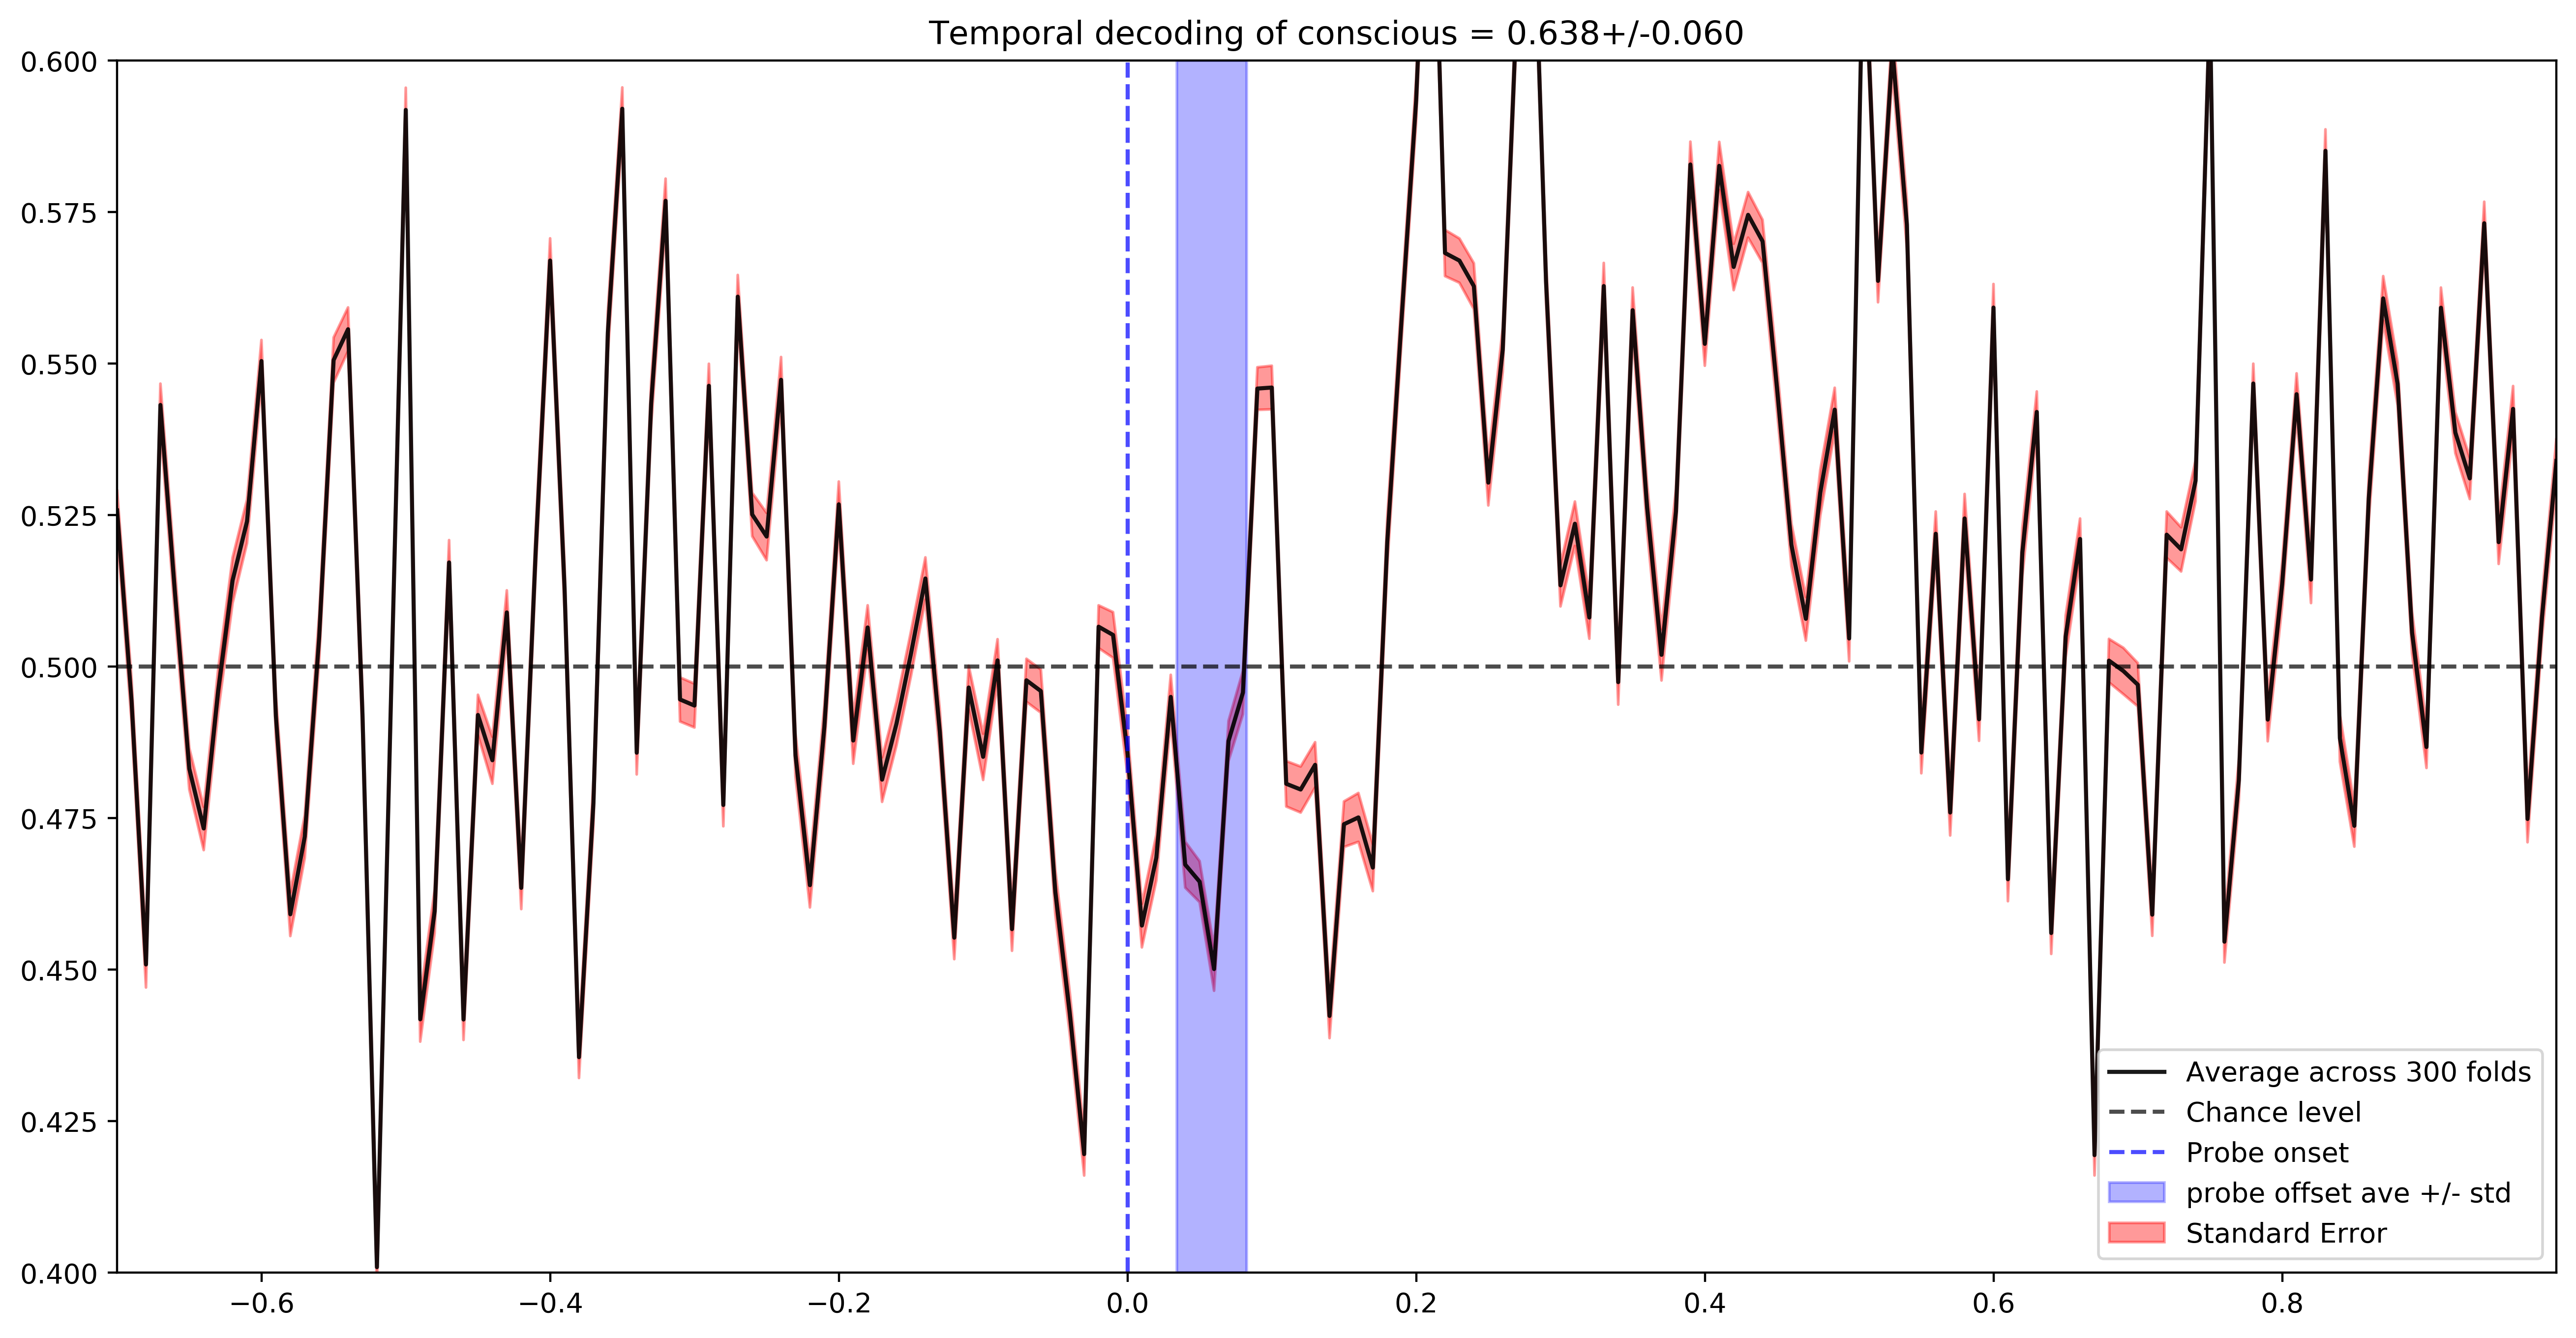 Temporal decoding of conscious = 0.638+/-0.060
0.600
0.575
0.550
0.525
0.500
0.475
0.450
0.425
0.400
−0.6 −0.4 −0.2 0.0 0.2 0.4 0.6 0.8
Average across 300 folds
Chance level
Probe onset
probe offset ave +/- std
Standard Error